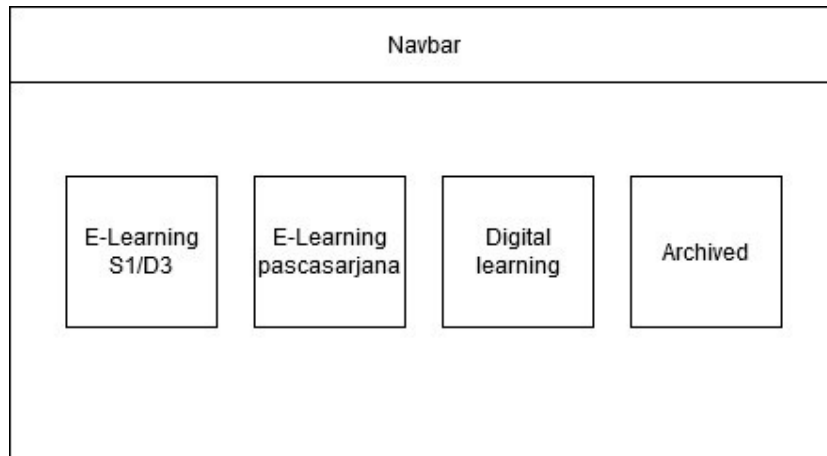 Navbar
E-Learning
S1/D3
E-Learning
pascasarjana
Digital
learning
Archived